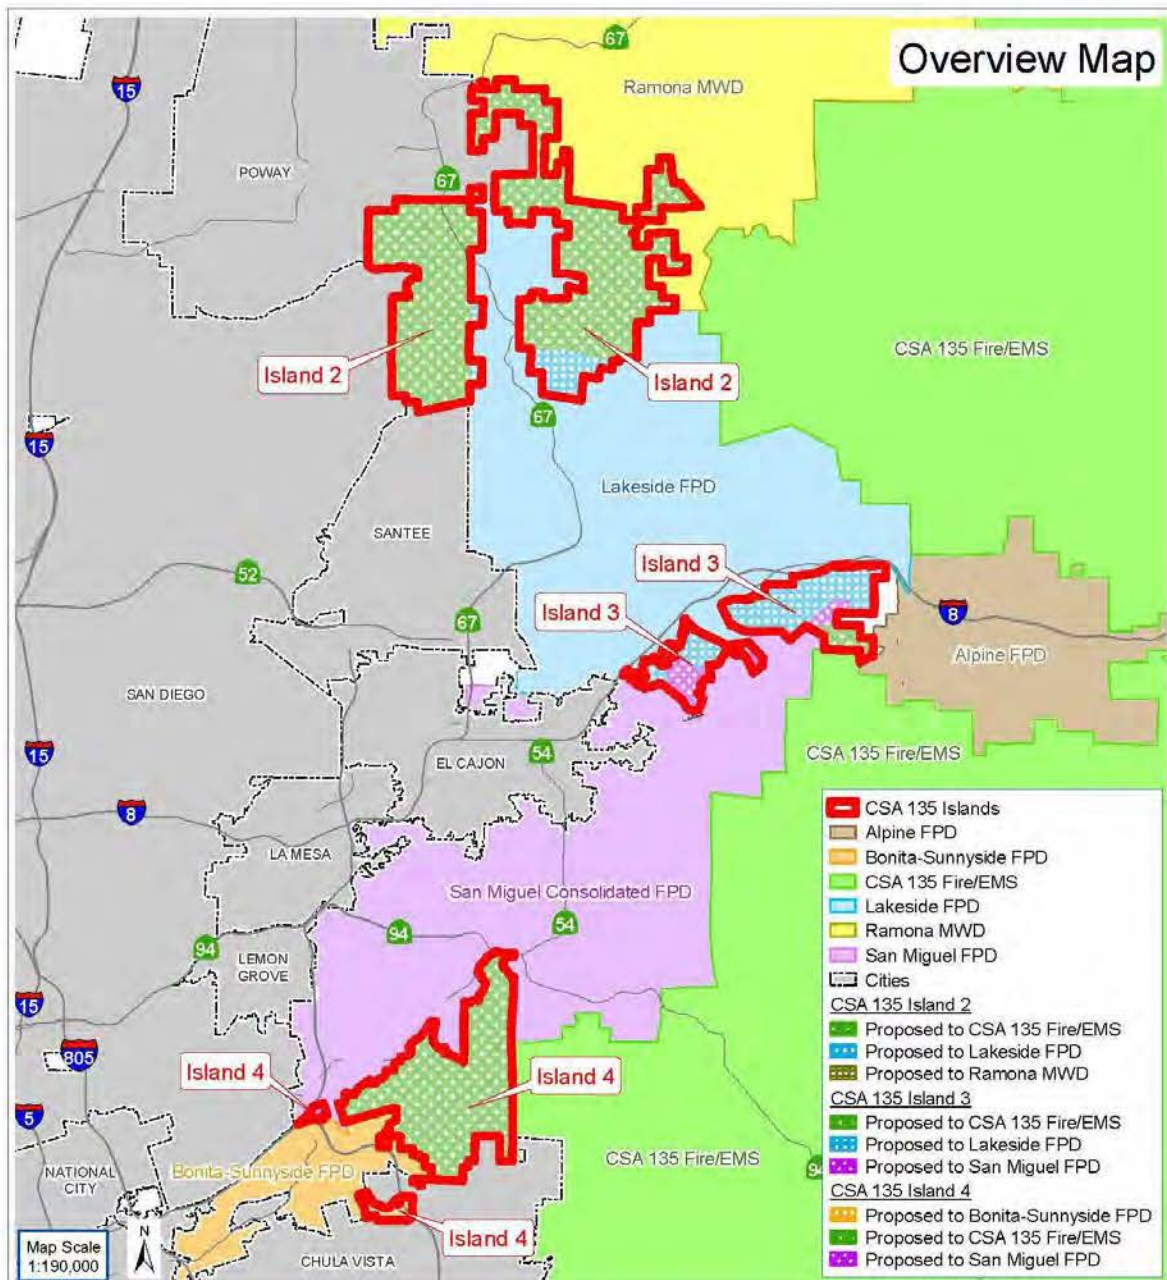 Overview Map
67
Ramona MWD
15
POWAY
67
CSA 135 Fire/EMS
Island 2
Island 2
67
15
Lakeside FPD
SANTEE
52
Island 3
Island 3
67
8
Alpine FPD
SAN DIEGO
15
54
CSA 135 Fire/EMS
EL CAJON
8
LA MESA
San Miguel Consolidated FPD
54
94
94
LEMON
GROVE
15
805
Island 4
Island 4
5
94
CSA 135 Fire/EMS
NATIONAL
CITY
Bonita-Sunnyside FPD
Island 4
CHULA VISTA
N
Map Scale
1:190,000
CSA 135 Islands
Alpine FPD
Bonita-Sunnyside FPD
CSA 135 Fire/EMS
Lakeside FPD
Ramona MWD
San Miguel FPD
Cities
CSA 135 Island 2
Proposed to CSA 135 Fire/EMS
Proposed to Lakeside FPD
Proposed to Ramona MWD
CSA 135 Island 3
Proposed to CSA 135 Fire/EMS
Proposed to Lakeside FPD
Proposed to San Miguel FPD
CSA 135 Island 4
Proposed to Bonita-Sunnyside FPD
Proposed to CSA 135 Fire/EMS
Proposed to San Miguel FPD